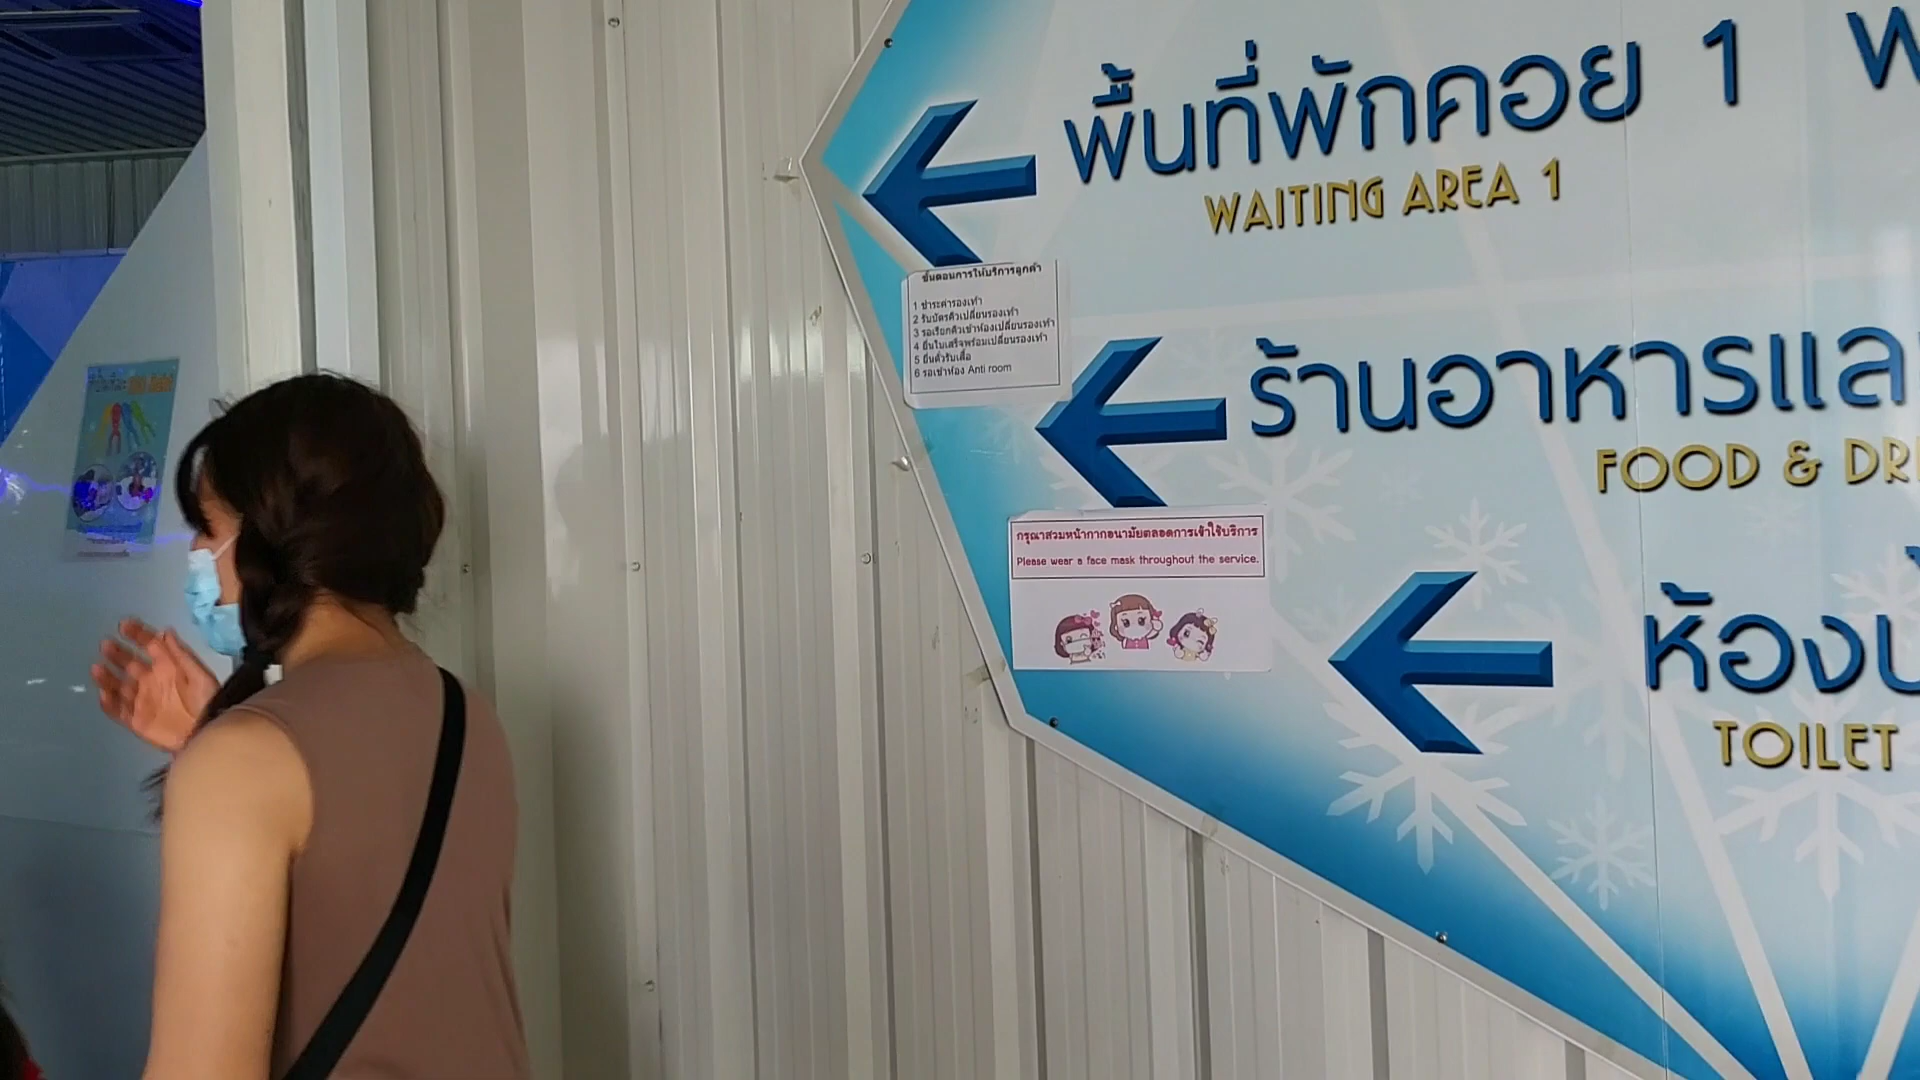 พื้นที่พักคอย 1
WAITING AREA 1
ขั้นตอนการให้บริการลูกค้า
1 ชำระค่ารองเท้า
2 รับบัตรคิวเปลี่ยนรองเท้า
3 รอเรียกคิวเข้าห้องเปลี่ยนรองเท้า
4 ยื่นใบเสร็จพร้อมเปลี่ยนรองเท้า
5 ยื่นตั๋วรับเสื้อ
6 รอเข้าห้อง Anti room
ร้านอาหารและ
FOOD & DRI
กรุณาสวมหน้ากากอนามัยตลอดการเข้าใช้บริการ
Please wear a face mask throughout the service.
ห้องน
TOILET